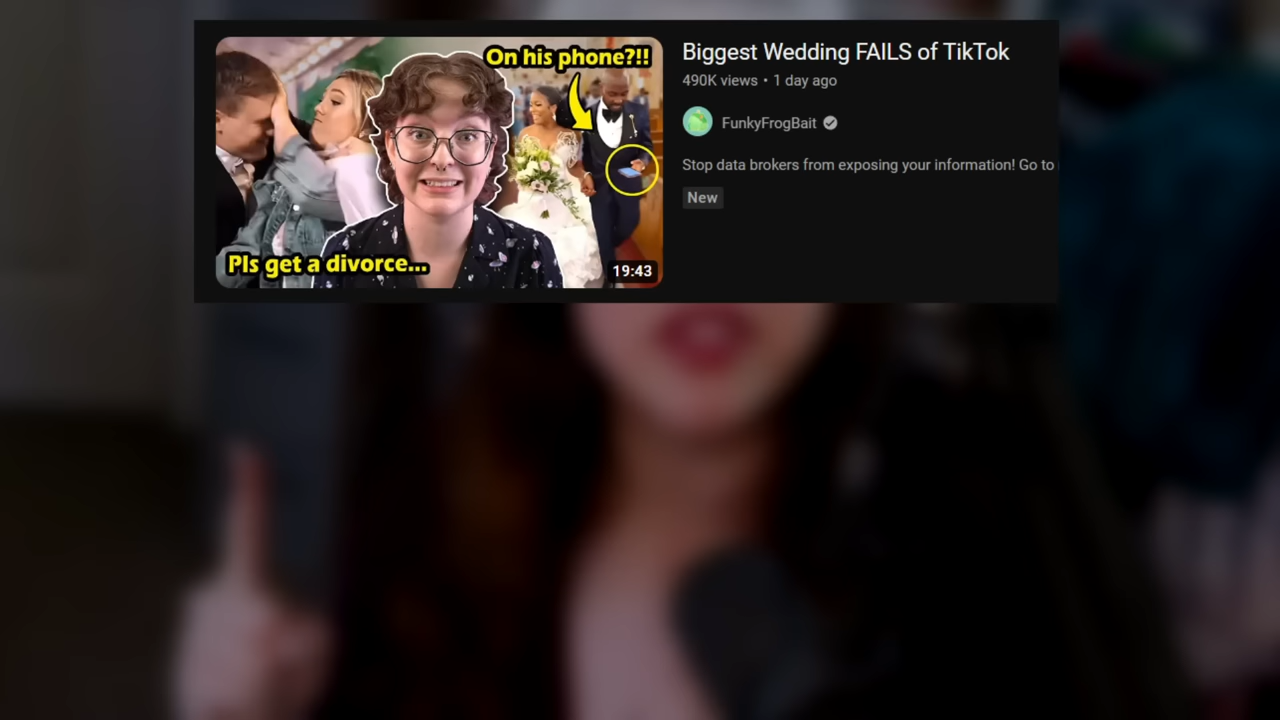 On his phone?!!
Pls get a divorce...
19:43
Biggest Wedding FAILS of TikTok
490K views • 1 day ago
FunkyFrogBait
Stop data brokers from exposing your information! Go to
New